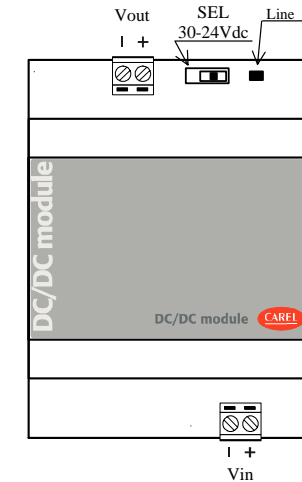 Vout
SEL
Line
30-24Vdc
− +
DC/DC module
DC/DC module
CAREL
− +
Vin